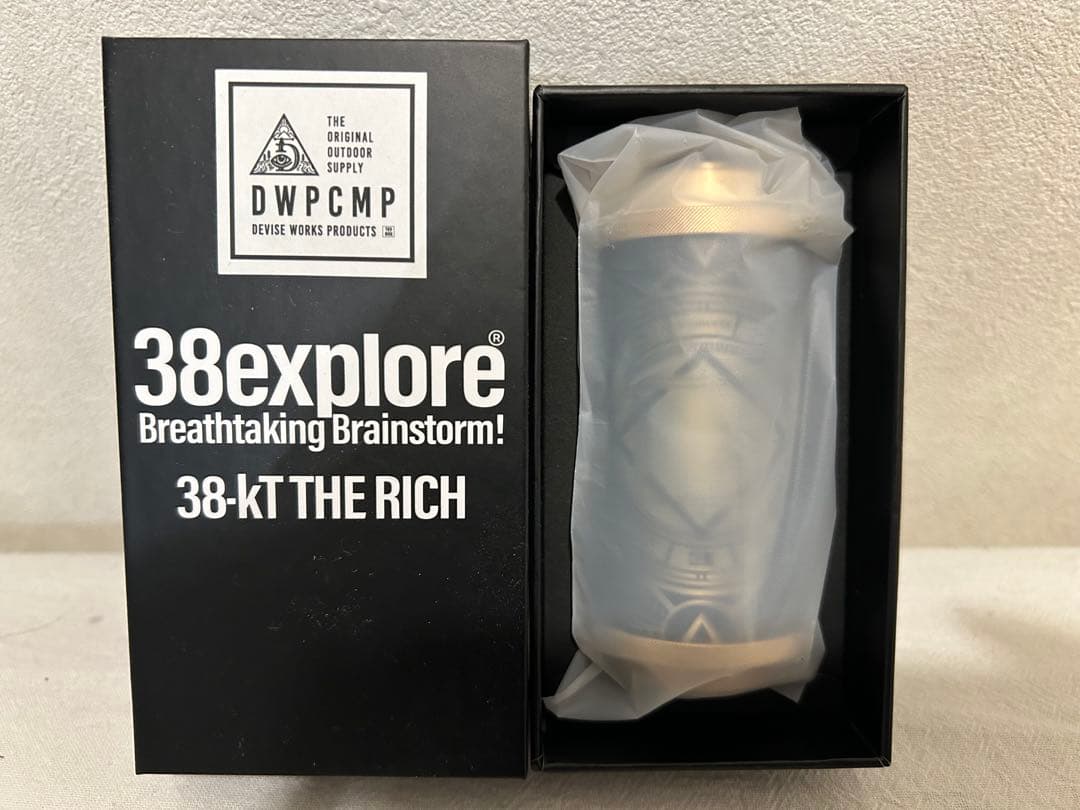 THE
ORIGINAL
OUTDOOR
SUPPLY
DWPCMP
DEVISE WORKS PRODUCTS
38explore®
Breathtaking Brainstorm!
38-kT THE RICH